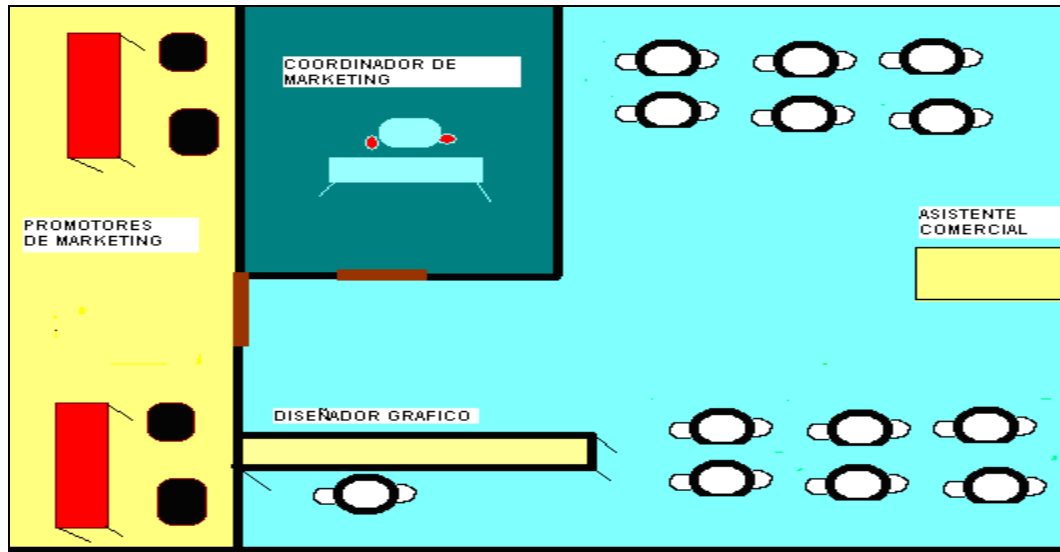 COORDINADOR DE
MARKETING
PROMOTORES
DE MARKETING
ASISTENTE
COMERCIAL
DISEÑADOR GRAFICO